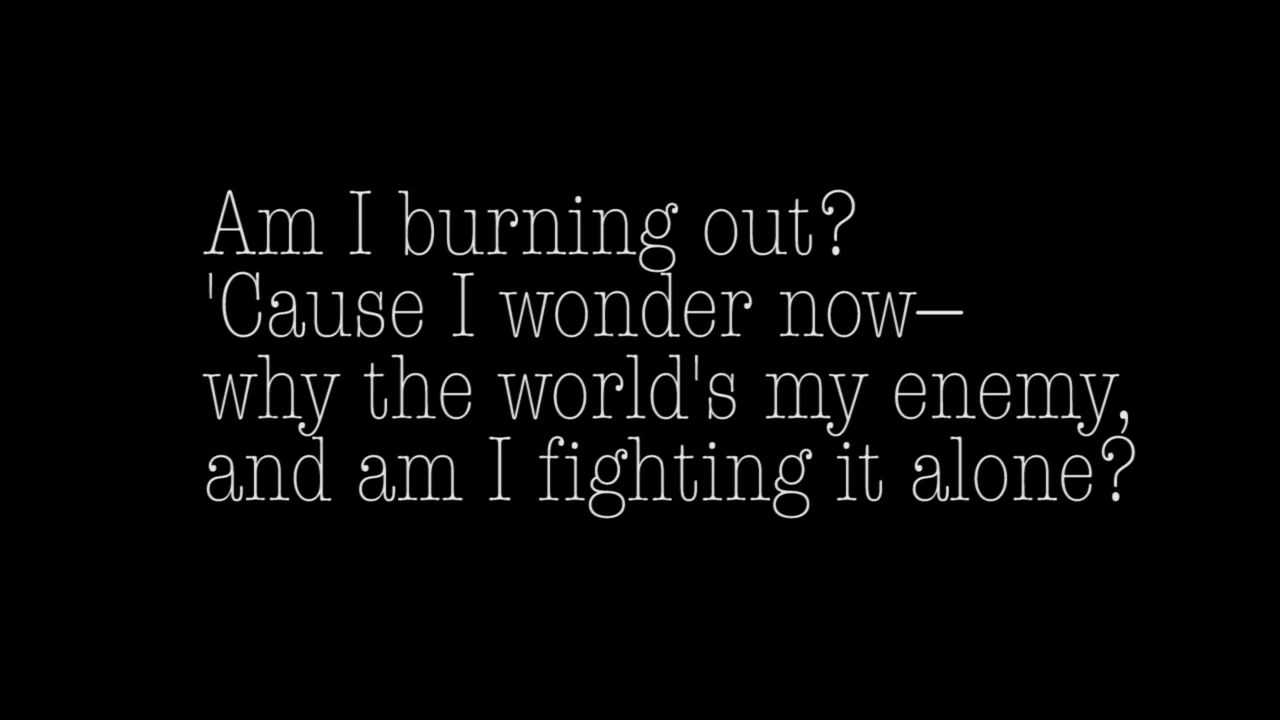 Am I burning out?
'Cause I wonder now—
why the world's my enemy,
and am I fighting it alone?